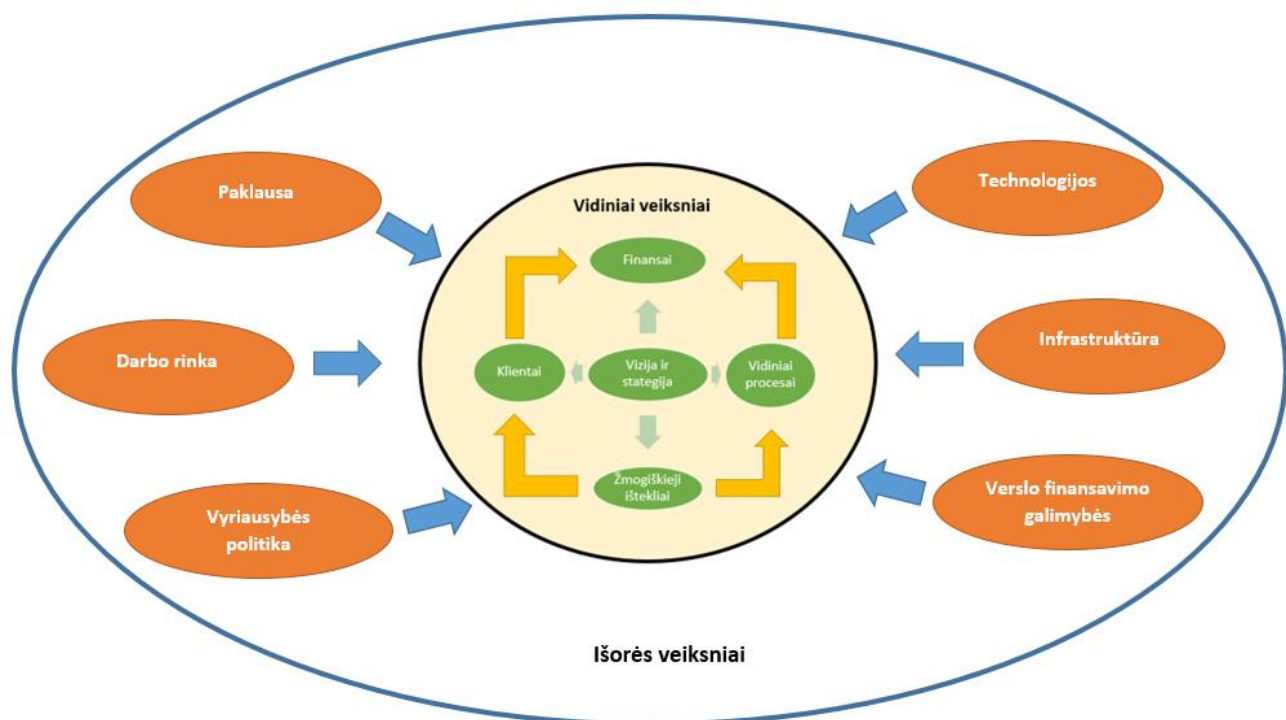 Paklausa
Technologijos
Vidiniai veiksniai
Finansai
Darbo rinka
Klientai
Vizija ir
stategija
Vidiniai
procesai
Infrastruktūra
Žmogiškieji
ištekliai
Vyriausybės
politika
Verslo finansavimo
galimybės
Išorės veiksniai